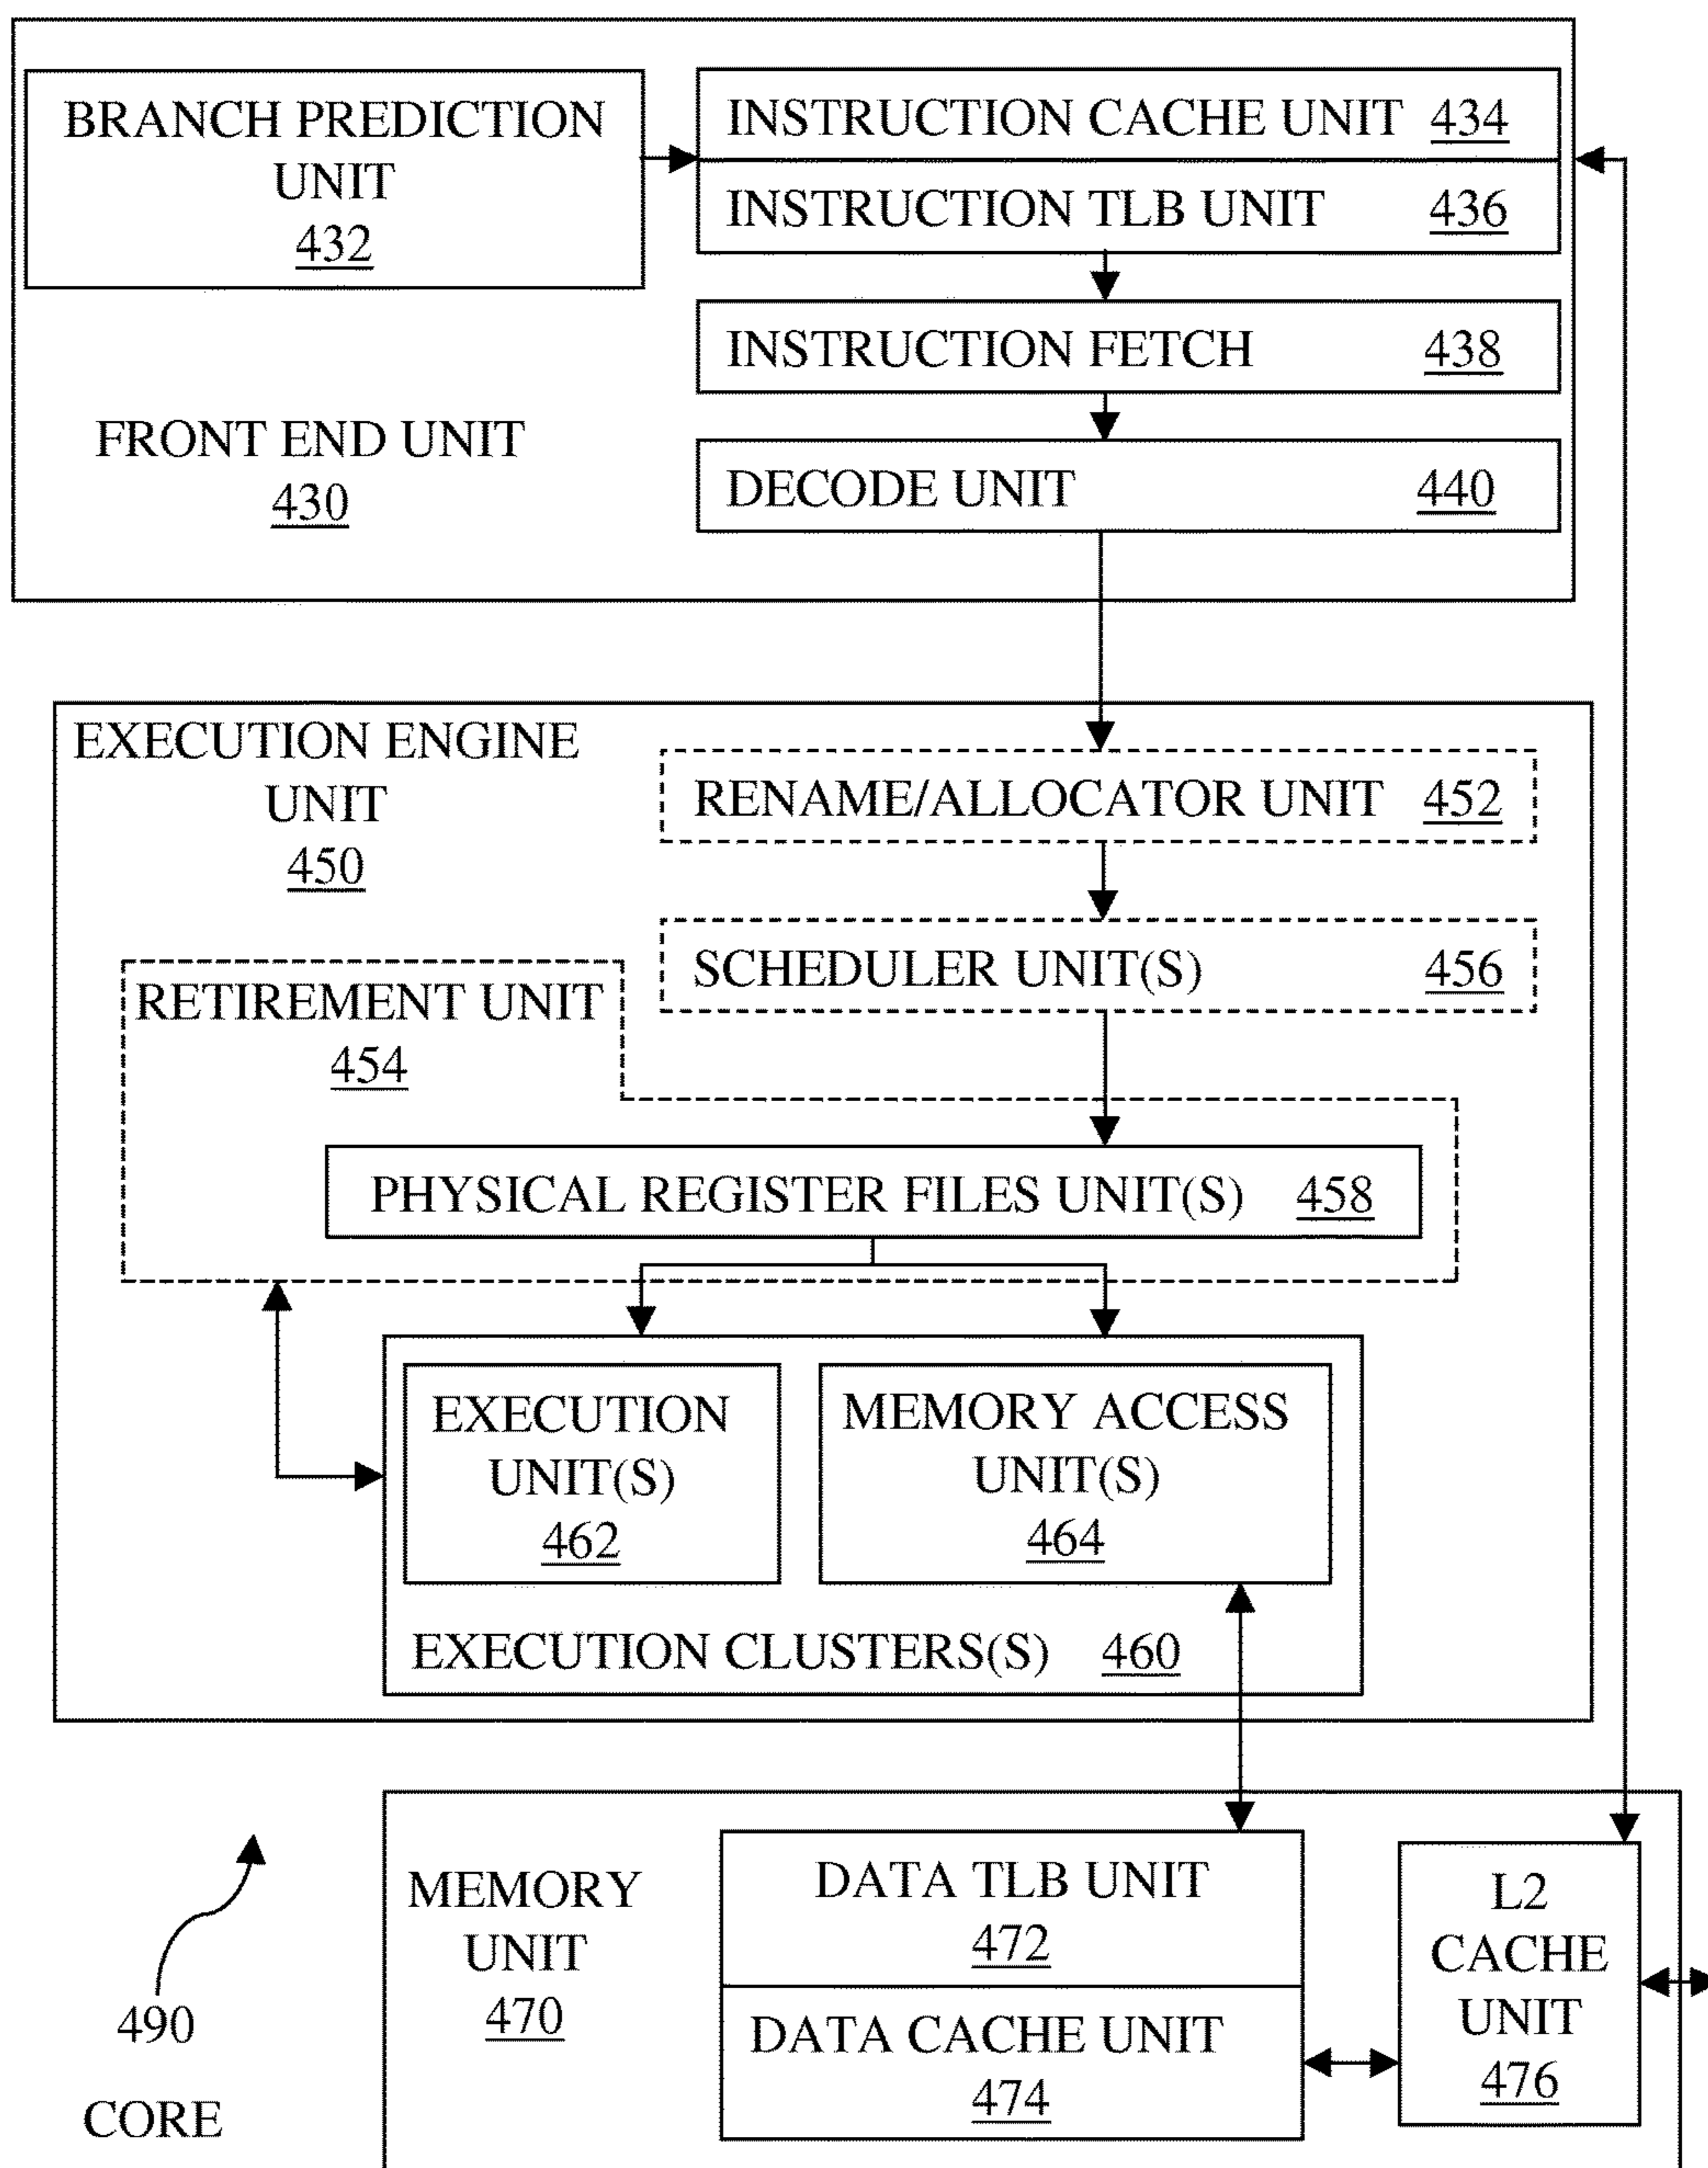 BRANCH PREDICTION
UNIT
432
INSTRUCTION CACHE UNIT 434
INSTRUCTION TLB UNIT 436
INSTRUCTION FETCH 438
FRONT END UNIT
430
DECODE UNIT 440
EXECUTION ENGINE
UNIT
450
RENAME/ALLOCATOR UNIT 452
SCHEDULER UNIT(S) 456
RETIREMENT UNIT
454
PHYSICAL REGISTER FILES UNIT(S) 458
EXECUTION
UNIT(S)
462
MEMORY ACCESS
UNIT(S)
464
EXECUTION CLUSTERS(S) 460
MEMORY
UNIT
470
DATA TLB UNIT
472
DATA CACHE UNIT
474
L2
CACHE
UNIT
476
490
CORE